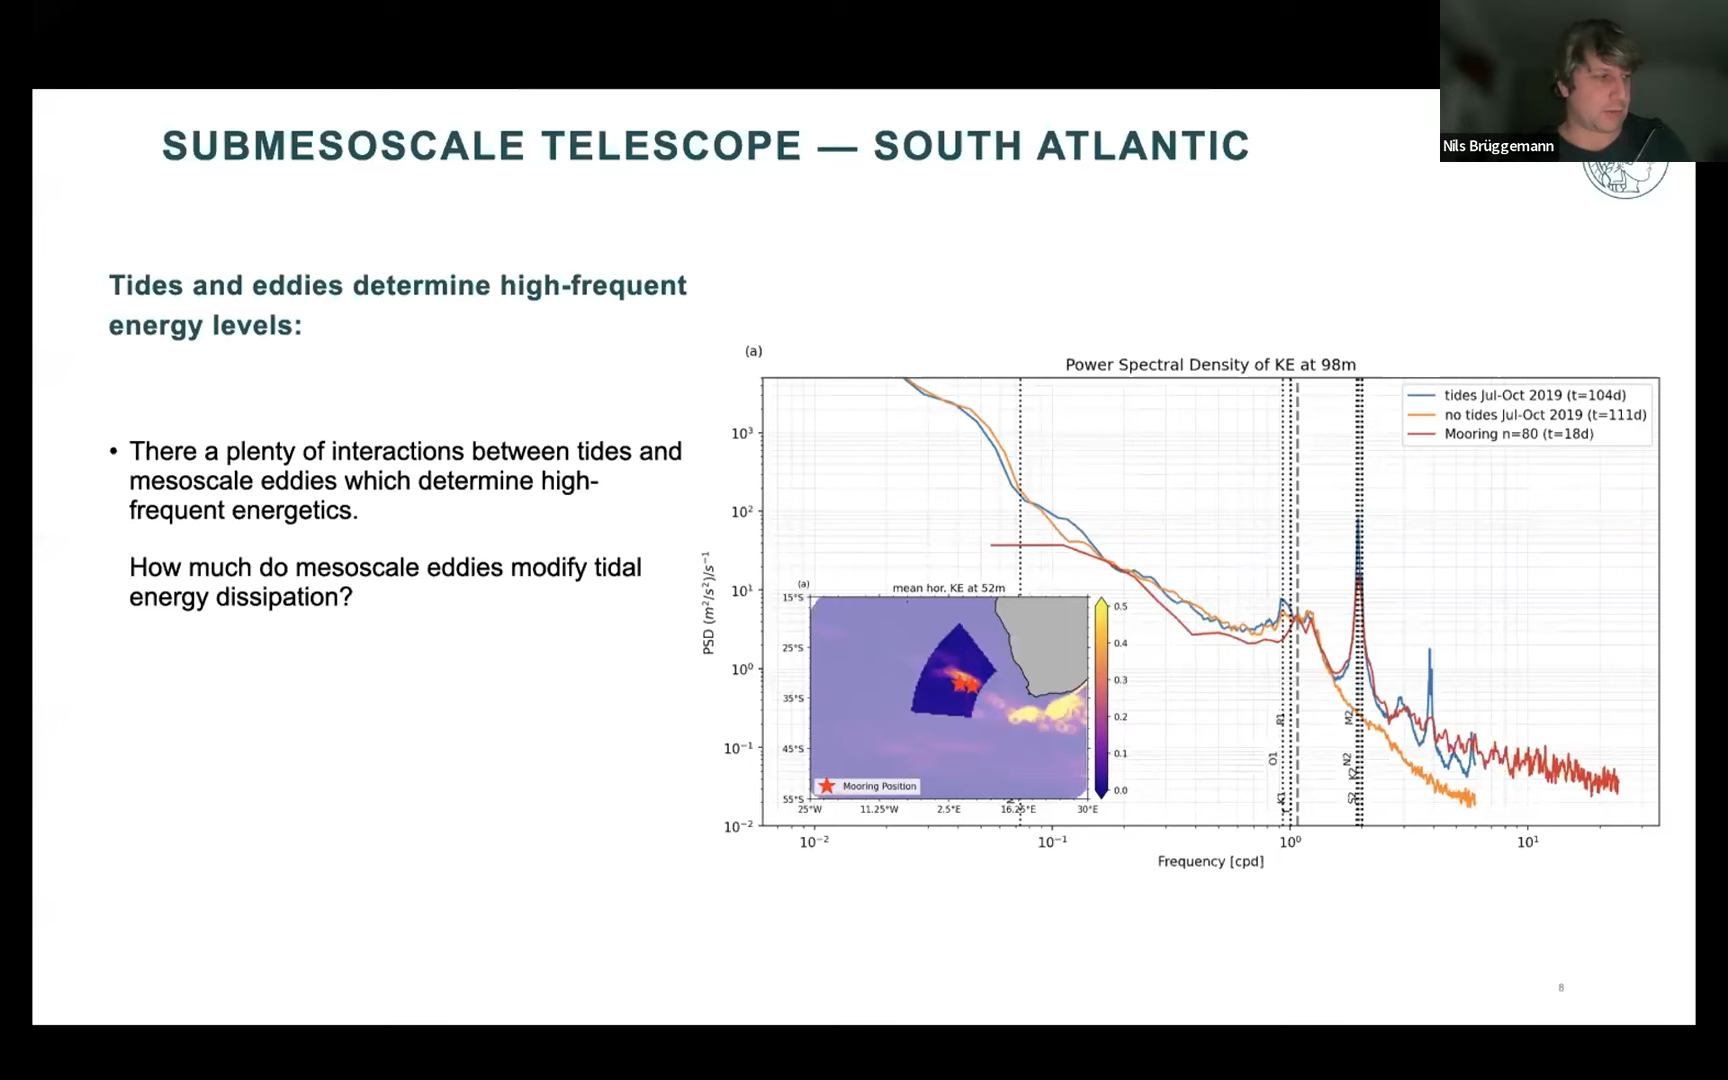 Nils Brüggemann
SUBMESOSCALE TELESCOPE — SOUTH ATLANTIC
Tides and eddies determine high-frequent
energy levels:
• There a plenty of interactions between tides and
mesoscale eddies which determine high-
frequent energetics.
How much do mesoscale eddies modify tidal
energy dissipation?
(a)
Power Spectral Density of KE at 98m
tides Jul-Oct 2019 (t=104d)
no tides Jul-Oct 2019 (t=111d)
Mooring n=80 (t=18d)
PSD (m²/s²)/s⁻¹
10³
10²
10¹
10⁰
10⁻¹
10⁻²
(a)
mean hor. KE at 52m
15°S
25°S
35°S
45°S
55°S
25°W
11.25°W
2.5°E
16.25°E
30°E
Mooring Position
0.5
0.4
0.3
0.2
0.1
0.0
P1
O1
K1
M2
N2
K2
S2
10⁻²
10⁻¹
10⁰
10¹
Frequency [cpd]
8